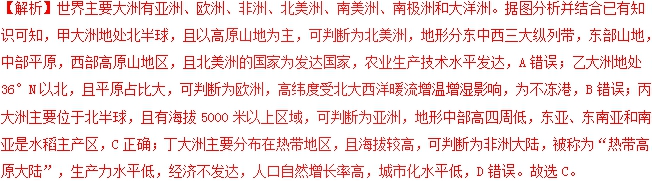 【解析】世界主要大洲有亚洲、欧洲、非洲、北美洲、南美洲、南极洲和大洋洲。据图分析并结合已有知
识可知，甲大洲地处北半球，且以高原山地为主，可判断为北美洲，地形分东中西三大纵列带，东部山地，
中部平原，西部高原山地区，且北美洲的国家为发达国家，农业生产技术水平发达，A错误；乙大洲地处
36°N以北，且平原占比大，可判断为欧洲，高纬度受北大西洋暖流增温增湿影响，为不冻港，B错误；丙
大洲主要位于北半球，且有海拔5000米以上区域，可判断为亚洲，地形中部高四周低，东亚、东南亚和南
亚是水稻主产区，C正确；丁大洲主要分布在热带地区，且海拔较高，可判断为非洲大陆，被称为“热带高
原大陆”，生产力水平低，经济不发达，人口自然增长率高，城市化水平低，D错误。故选C。